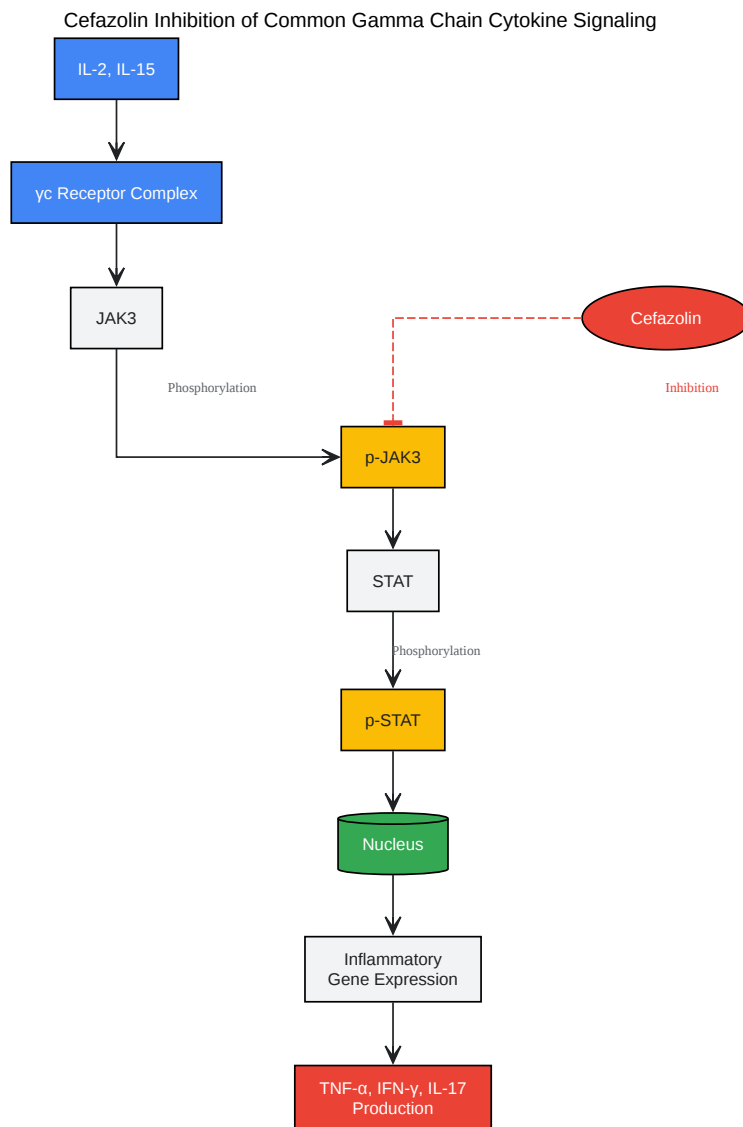 Cefazolin Inhibition of Common Gamma Chain Cytokine Signaling
IL-2, IL-15
γc Receptor Complex
JAK3
Cefazolin
Phosphorylation
Inhibition
p-JAK3
STAT
Phosphorylation
p-STAT
Nucleus
Inflammatory
Gene Expression
TNF-α, IFN-γ, IL-17
Production